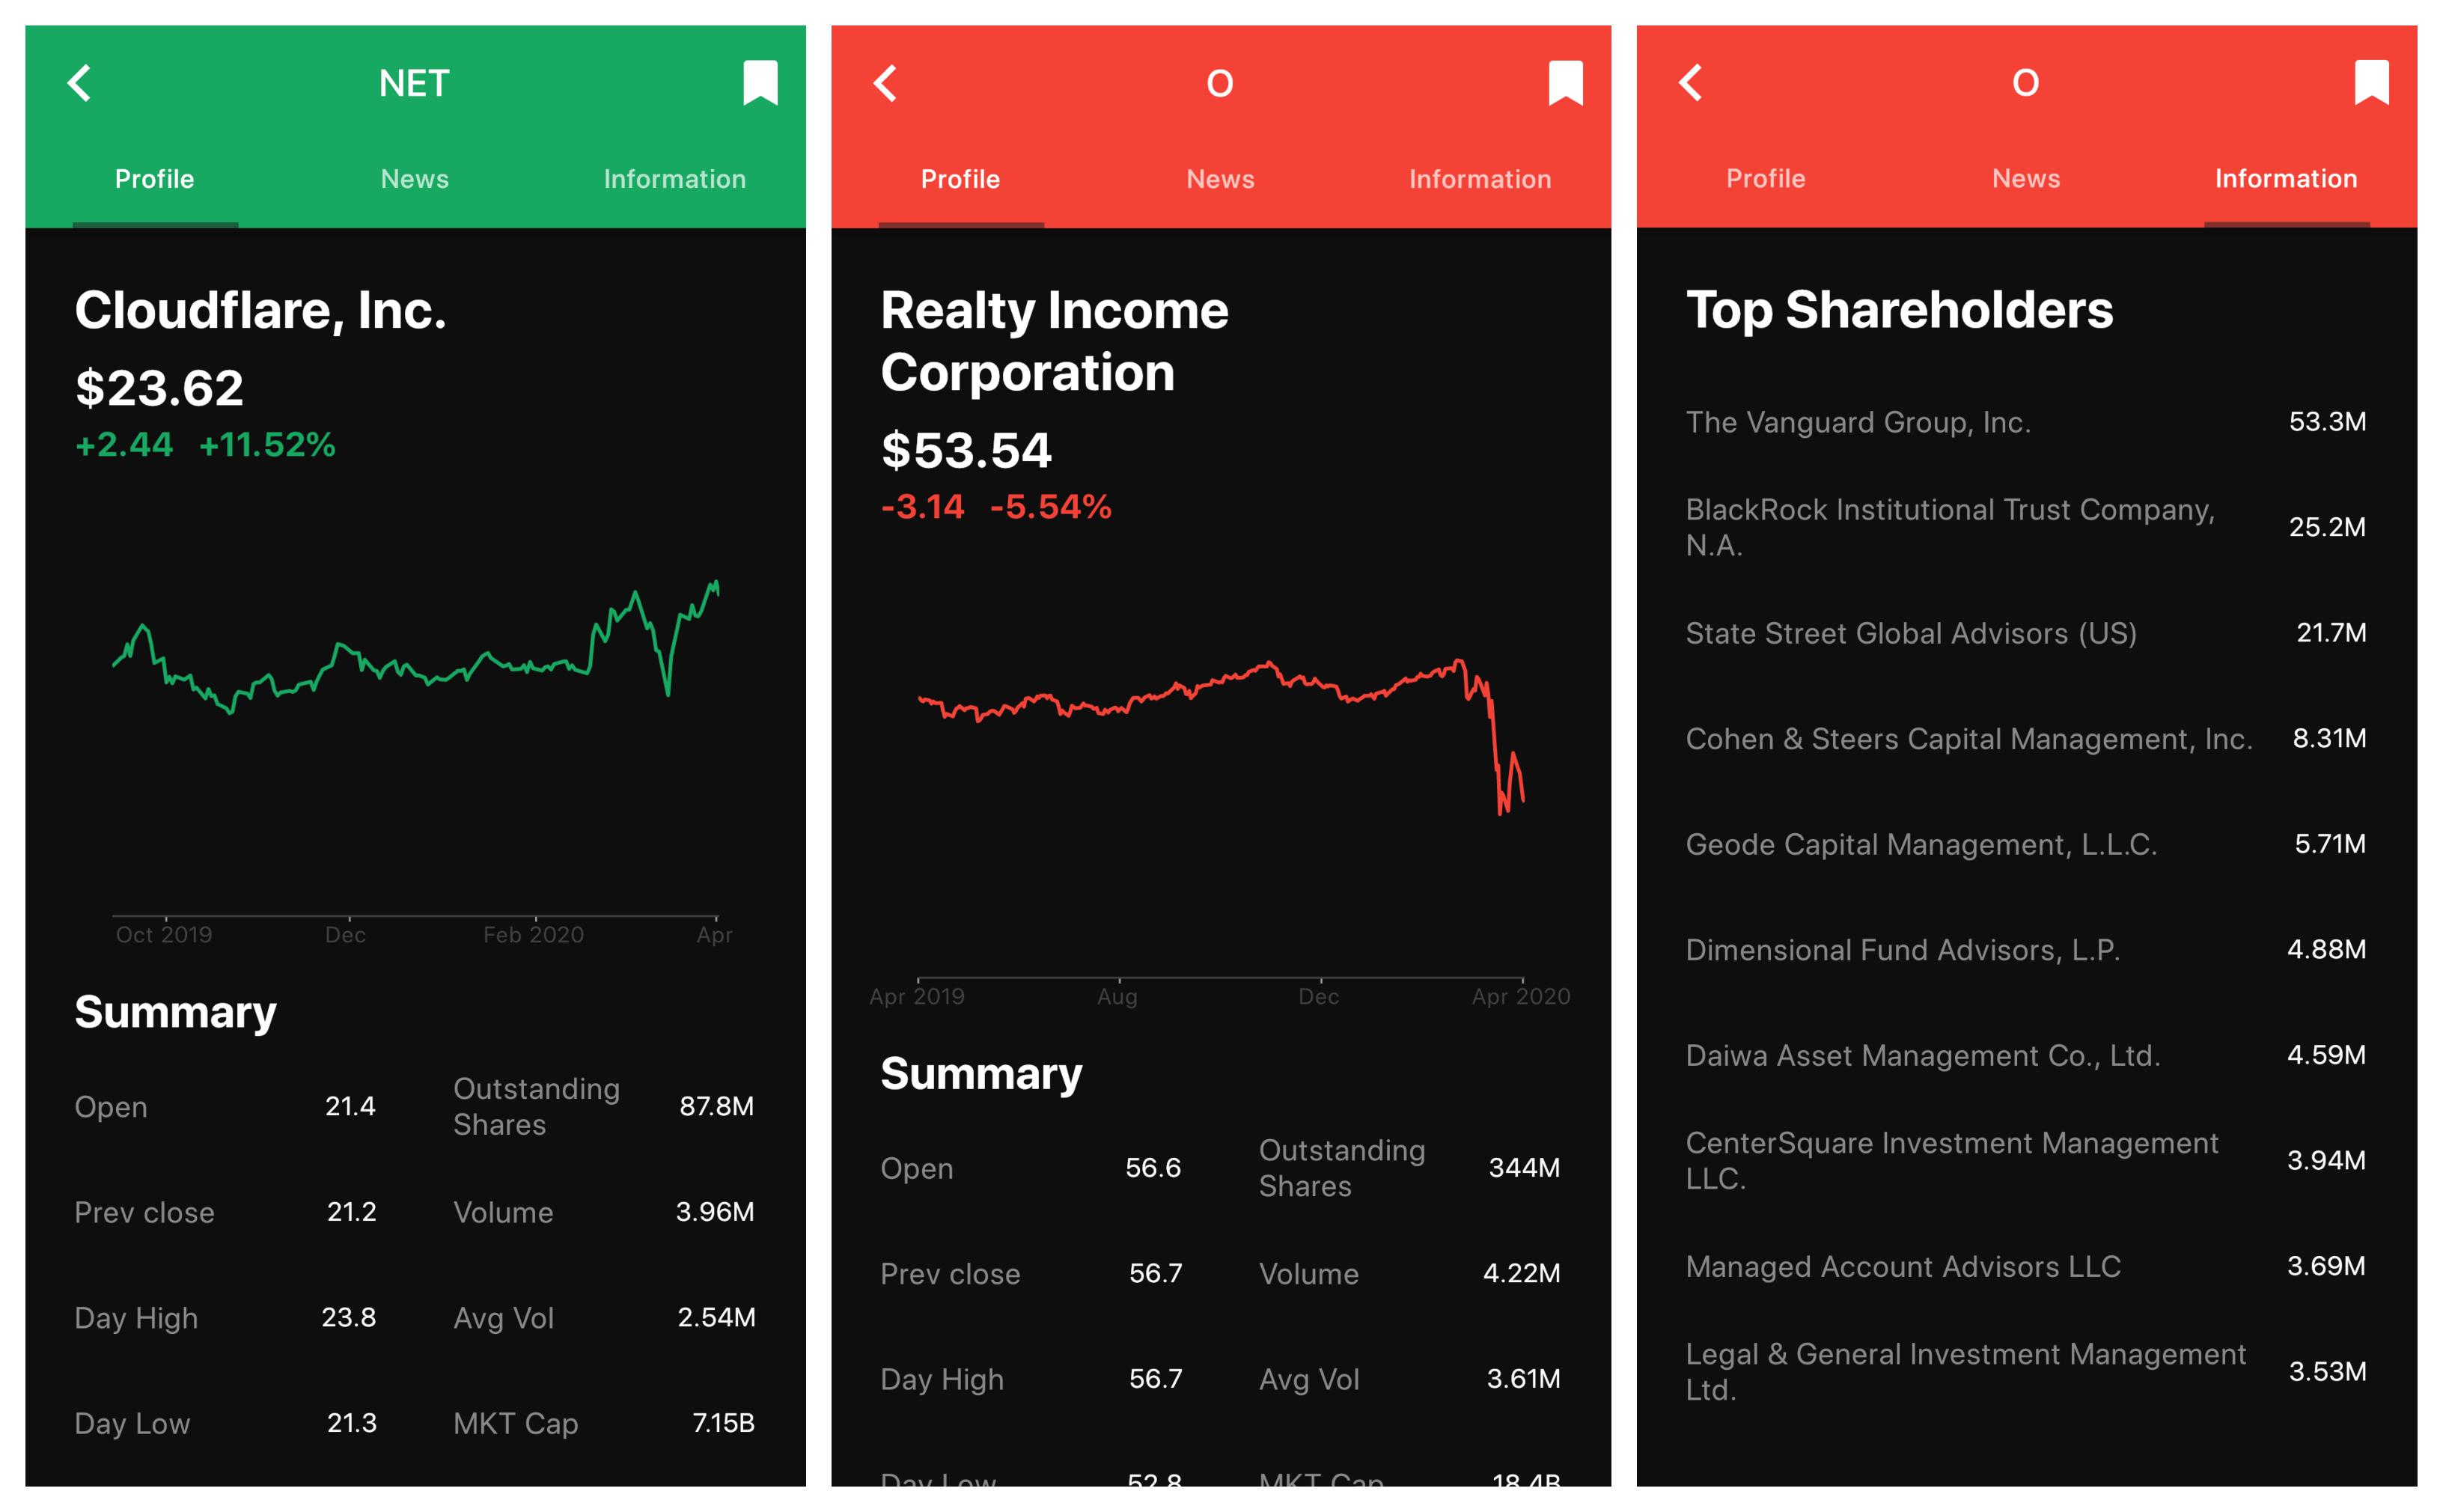 NET
Profile News Information
Cloudflare, Inc.
$23.62
+2.44 +11.52%
Oct 2019 Dec Feb 2020 Apr
Summary
Open 21.4 Outstanding Shares 87.8M
Prev close 21.2 Volume 3.96M
Day High 23.8 Avg Vol 2.54M
Day Low 21.3 MKT Cap 7.15B
O
Profile News Information
Realty Income
Corporation
$53.54
-3.14 -5.54%
Apr 2019 Aug Dec Apr 2020
Summary
Open 56.6 Outstanding Shares 344M
Prev close 56.7 Volume 4.22M
Day High 56.7 Avg Vol 3.61M
Day Low 52.8 MKT Cap 18.4B
O
Profile News Information
Top Shareholders
The Vanguard Group, Inc. 53.3M
BlackRock Institutional Trust Company,
N.A. 25.2M
State Street Global Advisors (US) 21.7M
Cohen & Steers Capital Management, Inc. 8.31M
Geode Capital Management, L.L.C. 5.71M
Dimensional Fund Advisors, L.P. 4.88M
Daiwa Asset Management Co., Ltd. 4.59M
CenterSquare Investment Management
LLC. 3.94M
Managed Account Advisors LLC 3.69M
Legal & General Investment Management
Ltd. 3.53M